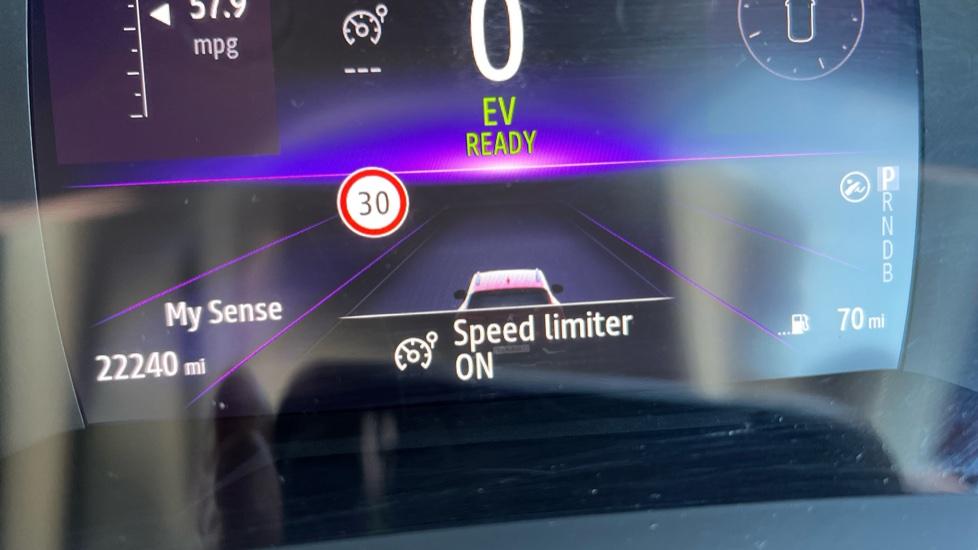 57.9
mpg
---
0
EV
READY
30
P
R
N
D
B
My Sense
22240 mi
Speed limiter
ON
...
70 mi